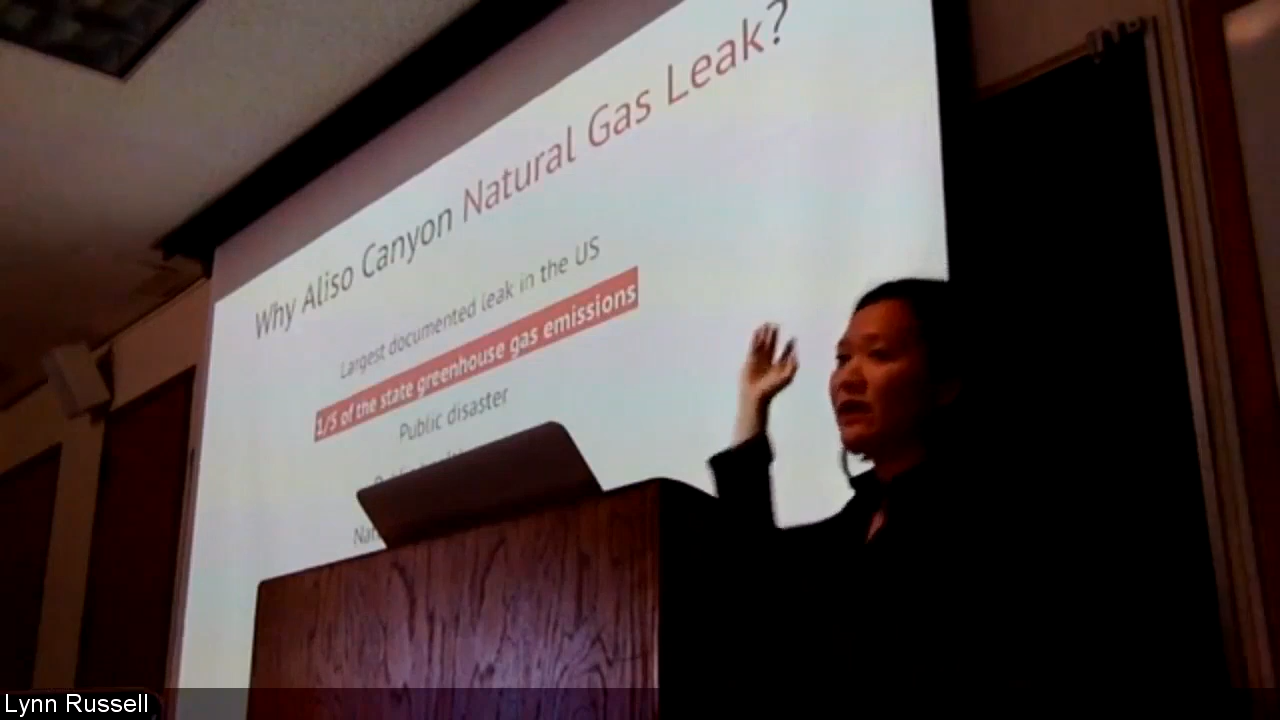 Why Aliso Canyon Natural Gas Leak?
Largest documented leak in the US
1/5 of the state greenhouse gas emissions
Public disaster
Lynn Russell